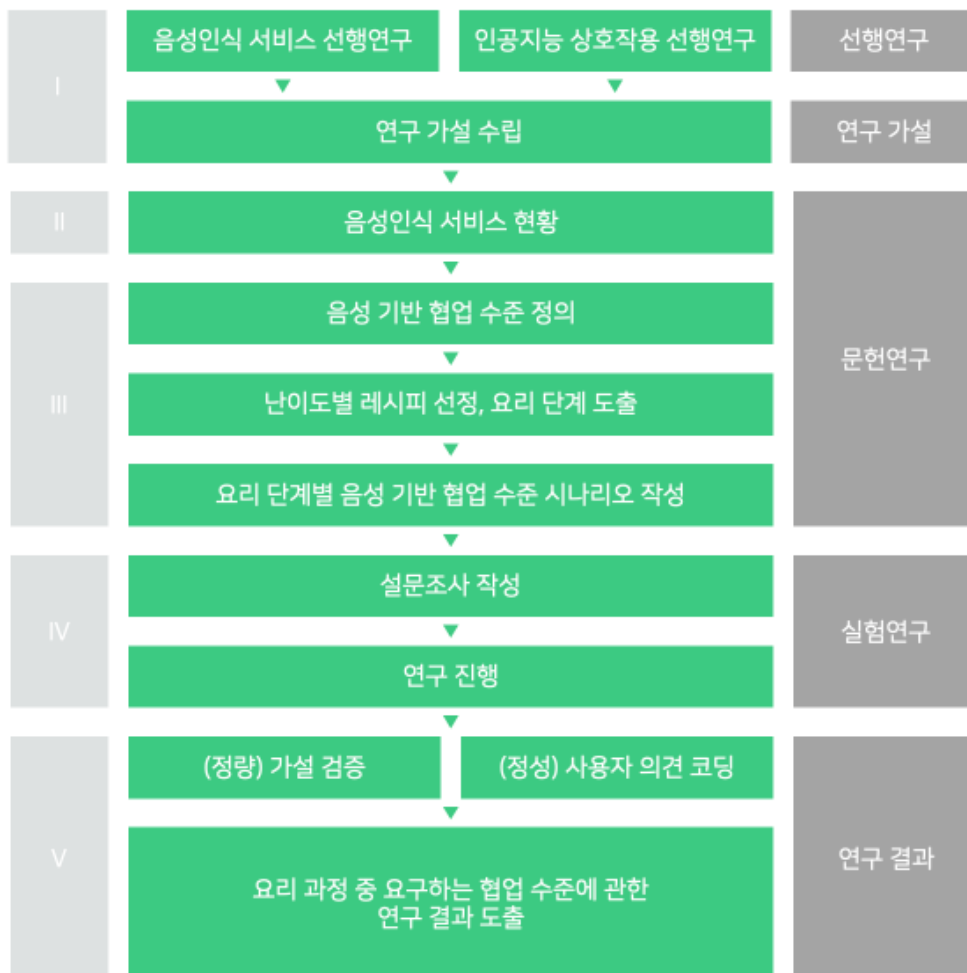 I
음성인식 서비스 선행연구
인공지능 상호작용 선행연구
선행연구
연구 가설 수립
연구 가설
II
음성인식 서비스 현황
문헌연구
III
음성 기반 협업 수준 정의
난이도별 레시피 선정, 요리 단계 도출
요리 단계별 음성 기반 협업 수준 시나리오 작성
IV
설문조사 작성
실험연구
연구 진행
V
(정량) 가설 검증
(정성) 사용자 의견 코딩
연구 결과
요리 과정 중 요구하는 협업 수준에 관한
연구 결과 도출